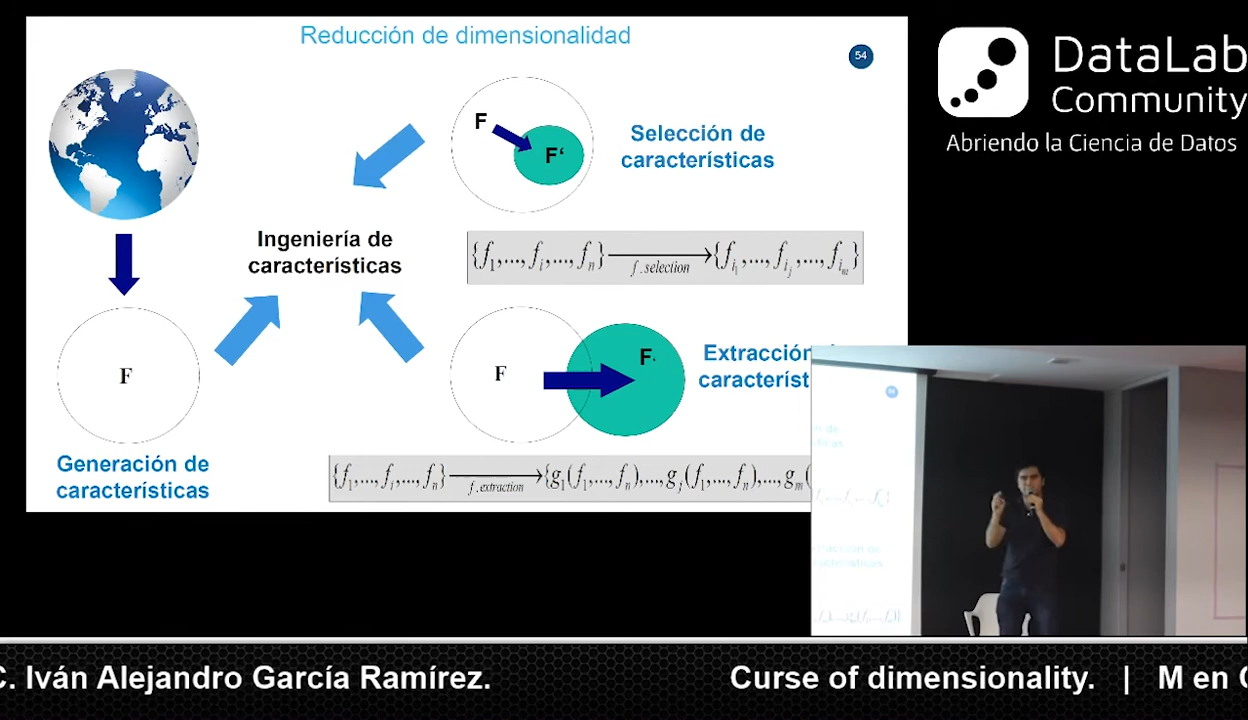 Reducción de dimensionalidad
54
F
F‘
Selección de
características
Ingeniería de
características
{f1,...,fi,...,fn} f.selection {fi1,...,fij,...,fim}
F
F
F.
Extracción
característ
Generación de
características
{f1,...,fi,...,fn} f.extraction {g1(f1,...,fn),...,gj(f1,...,fn),...,gm(
DataLab
Community
Abriendo la Ciencia de Datos
C. Iván Alejandro García Ramírez.
Curse of dimensionality. | M en C